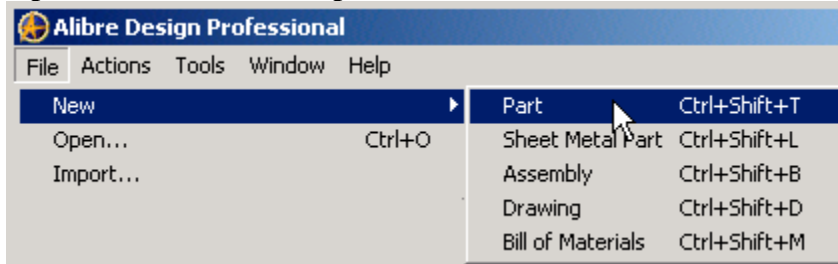 Alibre Design Professional
File Actions Tools Window Help
New
Open... Ctrl+O
Import...
Part Ctrl+Shift+T
Sheet Metal Part Ctrl+Shift+L
Assembly Ctrl+Shift+B
Drawing Ctrl+Shift+D
Bill of Materials Ctrl+Shift+M